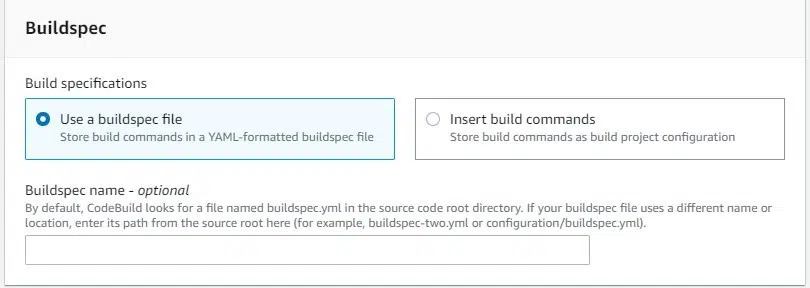 Buildspec
Build specifications
Use a buildspec file
Store build commands in a YAML-formatted buildspec file
Insert build commands
Store build commands as build project configuration
Buildspec name - optional
By default, CodeBuild looks for a file named buildspec.yml in the source code root directory. If your buildspec file uses a different name or
location, enter its path from the source root here (for example, buildspec-two.yml or configuration/buildspec.yml).